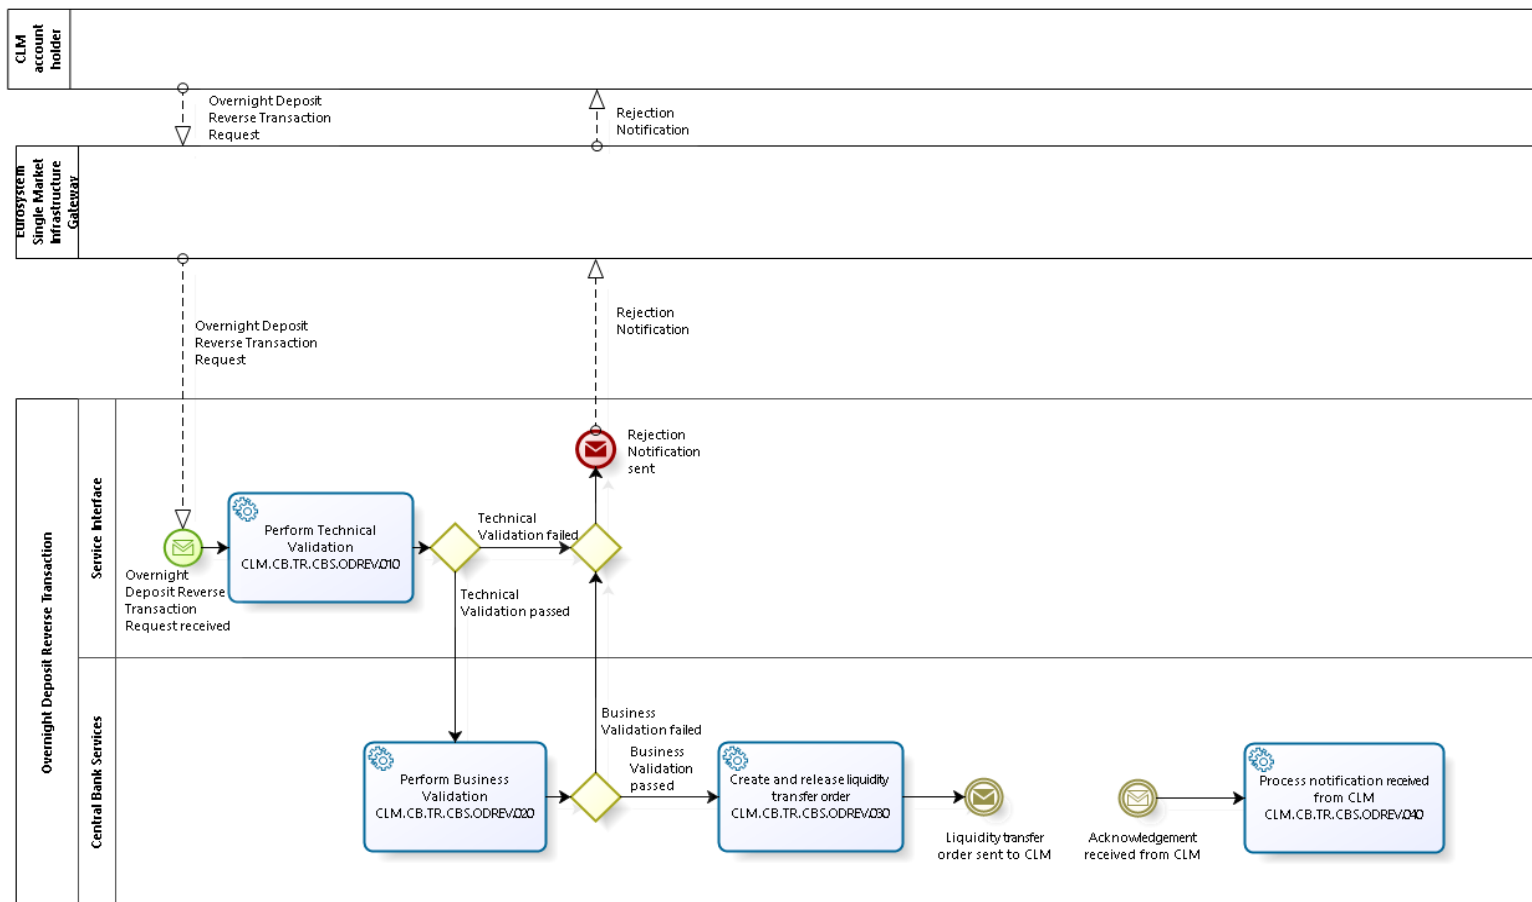 CLM
account
holder
Overnight Deposit
Reverse Transaction
Request
Rejection
Notification
Eurosystem
Single Market
Infrastructure
Gateway
Overnight Deposit
Reverse Transaction
Request
Rejection
Notification
Overnight Deposit Reverse Transaction
Service Interface
Rejection
Notification
sent
Perform Technical
Validation
CLM.CB.TR.CBS.ODREV.010
Technical
Validation failed
Overnight
Deposit Reverse
Transaction
Request received
Technical
Validation passed
Central Bank Services
Business
Validation failed
Business
Validation
passed
Perform Business
Validation
CLM.CB.TR.CBS.ODREV.020
Create and release liquidity
transfer order
CLM.CB.TR.CBS.ODREV.030
Liquidity transfer
order sent to CLM
Acknowledgement
received from CLM
Process notification received
from CLM
CLM.CB.TR.CBS.ODREV.040